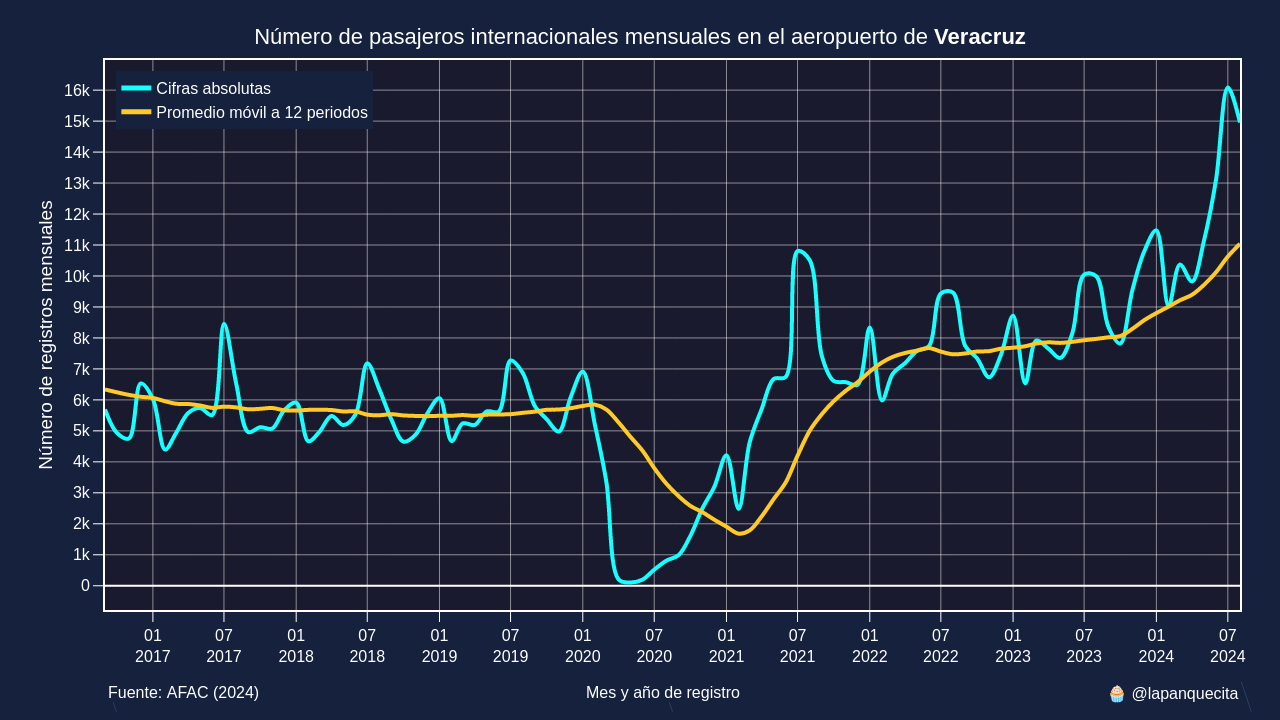 Número de pasajeros internacionales mensuales en el aeropuerto de Veracruz
Cifras absolutas
Promedio móvil a 12 periodos
Número de registros mensuales
16k
15k
14k
13k
12k
11k
10k
9k
8k
7k
6k
5k
4k
3k
2k
1k
0
01 07 01 07 01 07 01 07 01 07 01 07 01 07 01 07
2017 2017 2018 2018 2019 2019 2020 2020 2021 2021 2022 2022 2023 2023 2024 2024
Fuente: AFAC (2024) Mes y año de registro 🧁 @lapanquecita